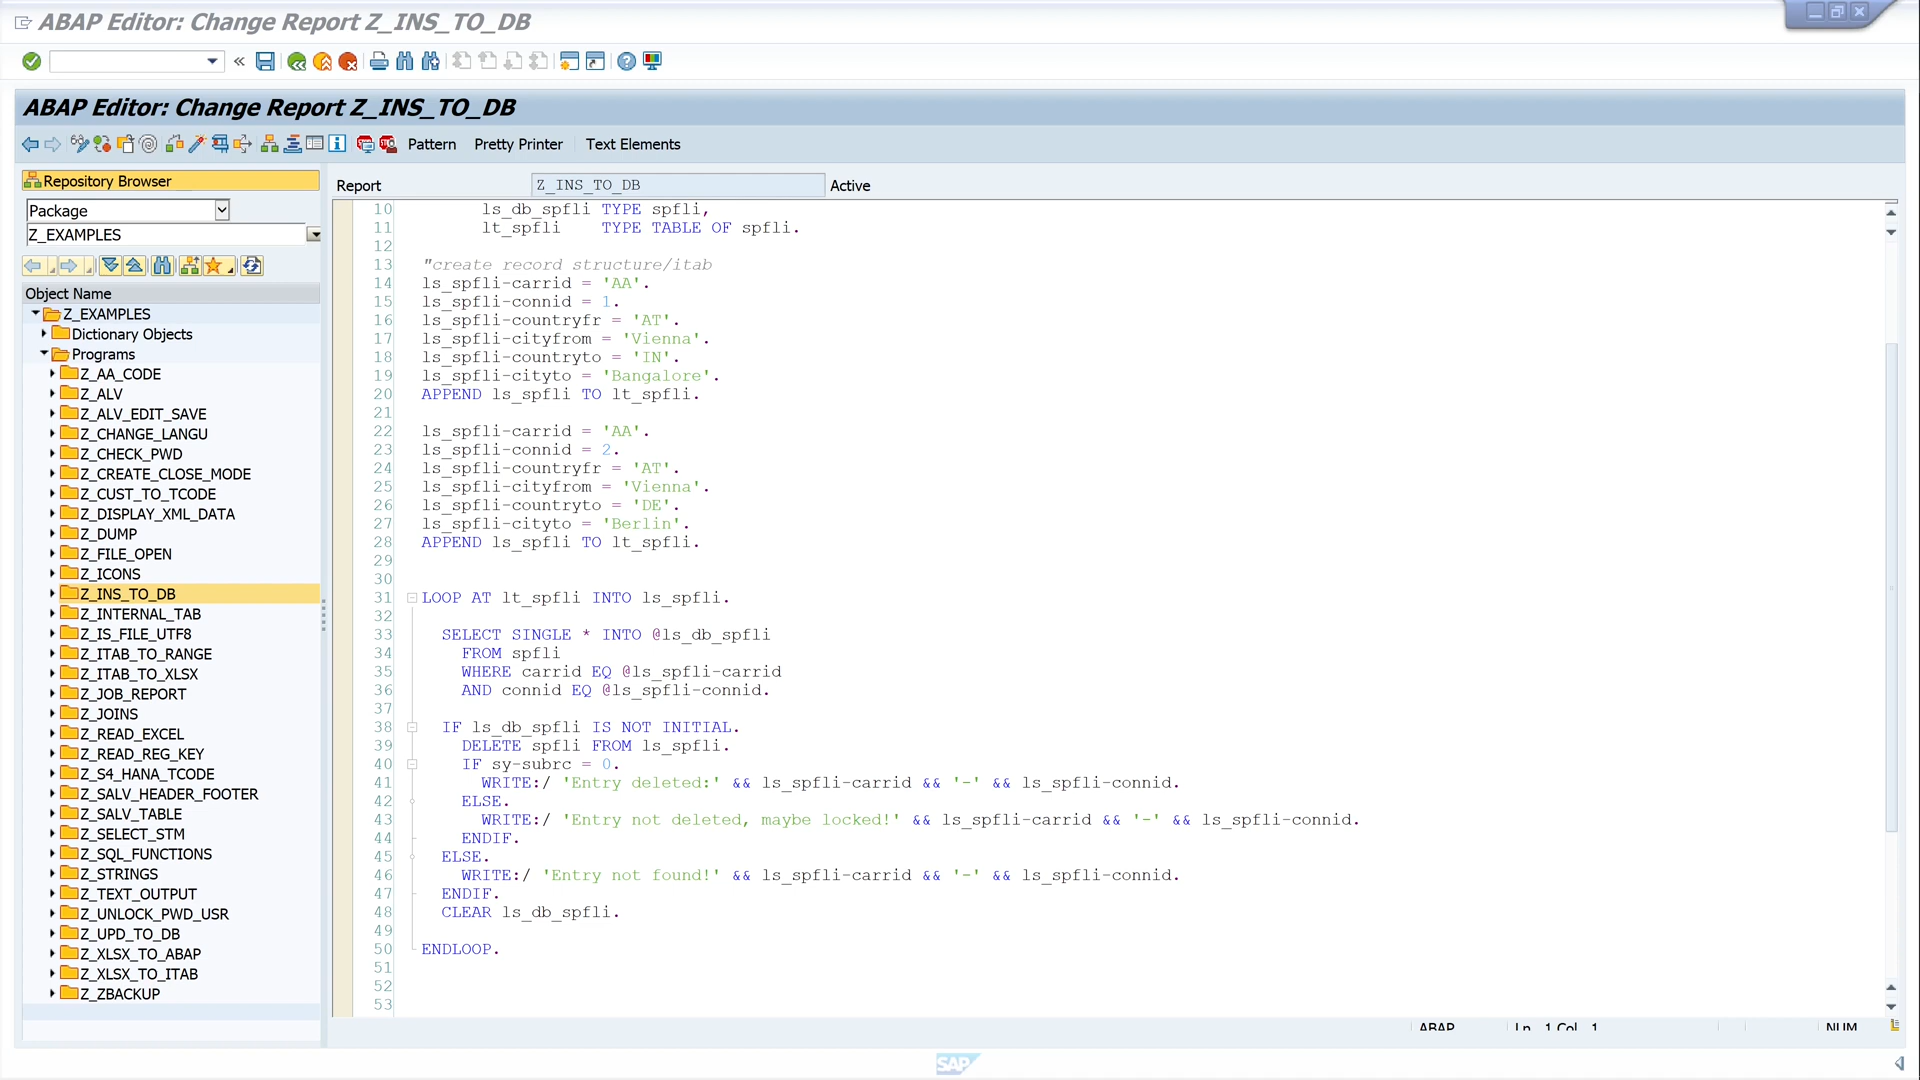 ABAP Editor: Change Report Z_INS_TO_DB
«
ABAP Editor: Change Report Z_INS_TO_DB
Pattern Pretty Printer Text Elements
Repository Browser
Package
Z_EXAMPLES
Object Name
Z_EXAMPLES
Dictionary Objects
Programs
Z_AA_CODE
Z_ALV
Z_ALV_EDIT_SAVE
Z_CHANGE_LANGU
Z_CHECK_PWD
Z_CREATE_CLOSE_MODE
Z_CUST_TO_TCODE
Z_DISPLAY_XML_DATA
Z_DUMP
Z_FILE_OPEN
Z_ICONS
Z_INS_TO_DB
Z_INTERNAL_TAB
Z_IS_FILE_UTF8
Z_ITAB_TO_RANGE
Z_ITAB_TO_XLSX
Z_JOB_REPORT
Z_JOINS
Z_READ_EXCEL
Z_READ_REG_KEY
Z_S4_HANA_TCODE
Z_SALV_HEADER_FOOTER
Z_SALV_TABLE
Z_SELECT_STM
Z_SQL_FUNCTIONS
Z_STRINGS
Z_TEXT_OUTPUT
Z_UNLOCK_PWD_USR
Z_UPD_TO_DB
Z_XLSX_TO_ABAP
Z_XLSX_TO_ITAB
Z_ZBACKUP
Report Z_INS_TO_DB Active
10 ls_db_spfli TYPE spfli,
11 lt_spfli TYPE TABLE OF spfli.
12
13 "create record structure/itab
14 ls_spfli-carrid = 'AA'.
15 ls_spfli-connid = 1.
16 ls_spfli-countryfr = 'AT'.
17 ls_spfli-cityfrom = 'Vienna'.
18 ls_spfli-countryto = 'IN'.
19 ls_spfli-cityto = 'Bangalore'.
20 APPEND ls_spfli TO lt_spfli.
21
22 ls_spfli-carrid = 'AA'.
23 ls_spfli-connid = 2.
24 ls_spfli-countryfr = 'AT'.
25 ls_spfli-cityfrom = 'Vienna'.
26 ls_spfli-countryto = 'DE'.
27 ls_spfli-cityto = 'Berlin'.
28 APPEND ls_spfli TO lt_spfli.
29
30
31 LOOP AT lt_spfli INTO ls_spfli.
32
33 SELECT SINGLE * INTO @ls_db_spfli
34 FROM spfli
35 WHERE carrid EQ @ls_spfli-carrid
36 AND connid EQ @ls_spfli-connid.
37
38 IF ls_db_spfli IS NOT INITIAL.
39 DELETE spfli FROM ls_spfli.
40 IF sy-subrc = 0.
41 WRITE:/ 'Entry deleted:' && ls_spfli-carrid && '-' && ls_spfli-connid.
42 ELSE.
43 WRITE:/ 'Entry not deleted, maybe locked!' && ls_spfli-carrid && '-' && ls_spfli-connid.
44 ENDIF.
45 ELSE.
46 WRITE:/ 'Entry not found!' && ls_spfli-carrid && '-' && ls_spfli-connid.
47 ENDIF.
48 CLEAR ls_db_spfli.
49
50 ENDLOOP.
51
52
53
ABAP Ln 1 Col 1 NUM
SAP